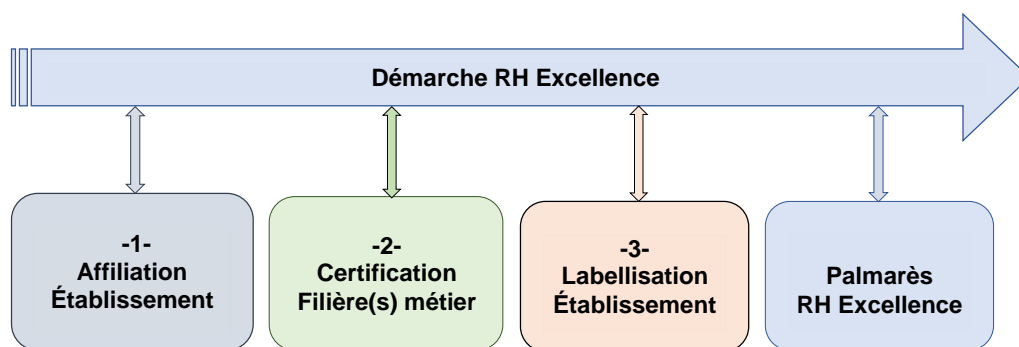 Démarche RH Excellence
-1-
Affiliation
Établissement
-2-
Certification
Filière(s) métier
-3-
Labellisation
Établissement
Palmarès
RH Excellence